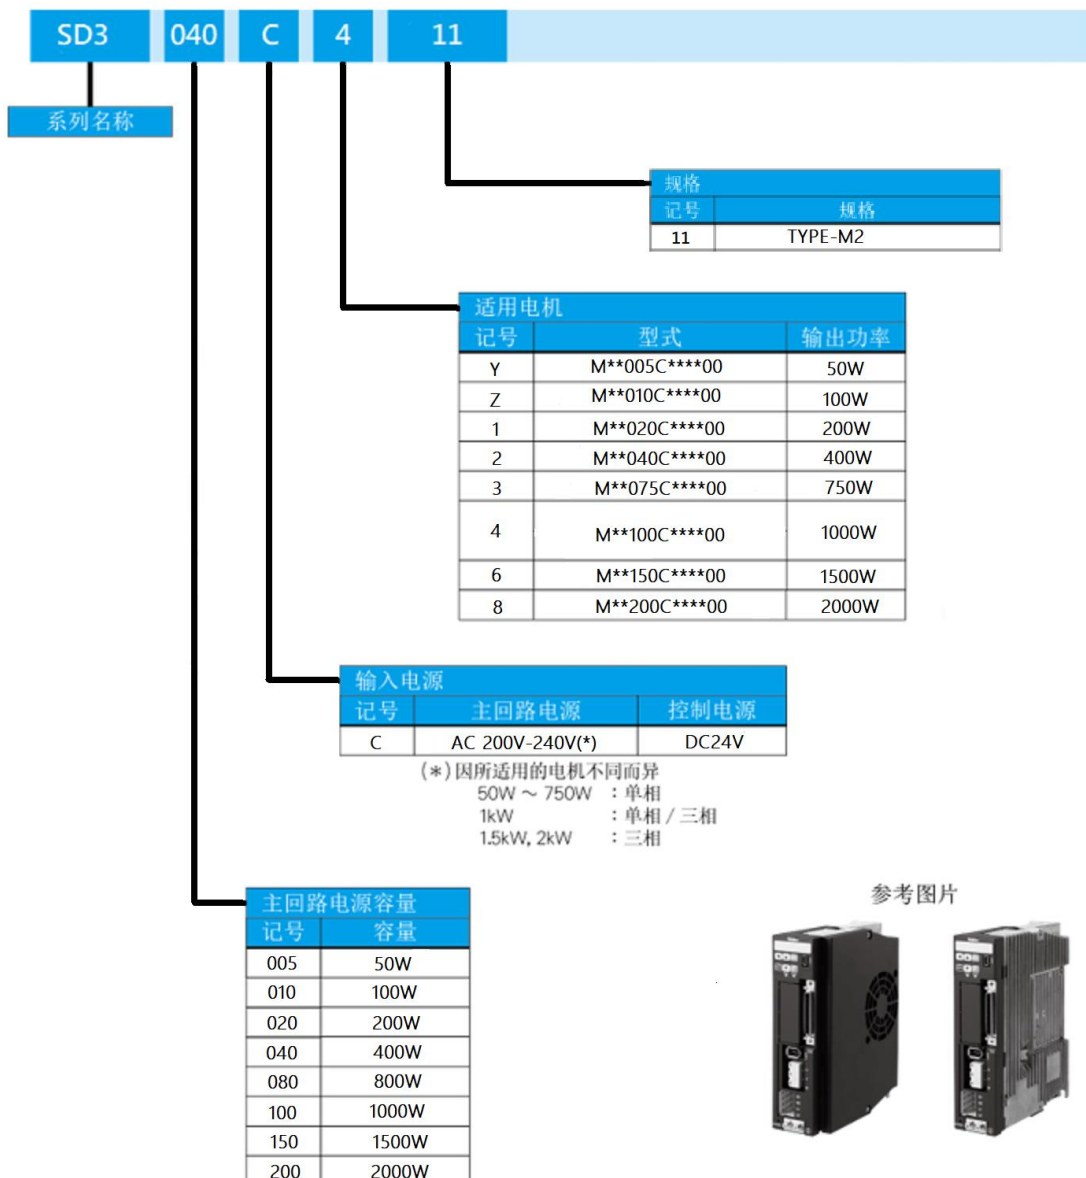 SD3 040 C 4 11
系列名称
规格
记号 规格
11 TYPE-M2
适用电机
记号 型式 输出功率
Y M**005C****00 50W
Z M**010C****00 100W
1 M**020C****00 200W
2 M**040C****00 400W
3 M**075C****00 750W
4 M**100C****00 1000W
6 M**150C****00 1500W
8 M**200C****00 2000W
输入电源
记号 主回路电源 控制电源
C AC 200V-240V(*) DC24V
(*)因所适用的电机不同而异
50W ~ 750W :单相
1kW :单相 / 三相
1.5kW, 2kW :三相
主回路电源容量
记号 容量
005 50W
010 100W
020 200W
040 400W
080 800W
100 1000W
150 1500W
200 2000W
参考图片